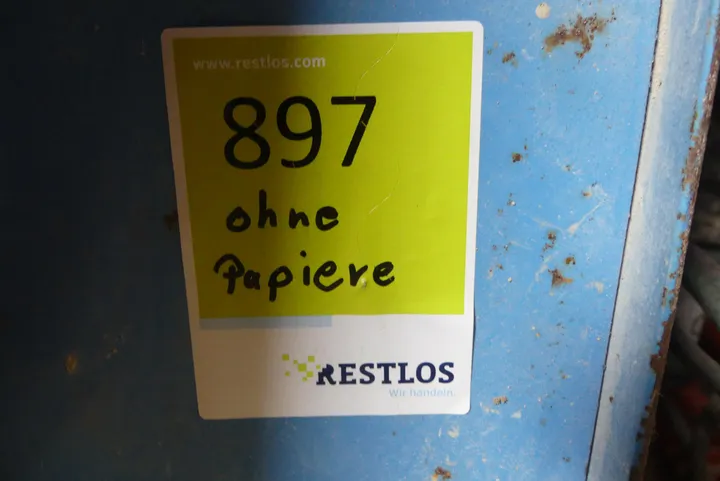 www.restlos.com
897
ohne
Papiere
RESTLOS
Wir handeln.